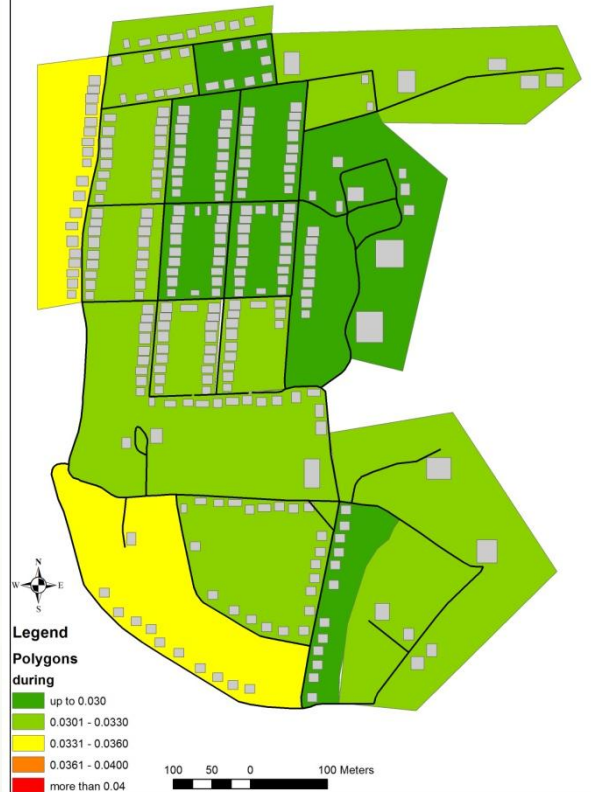 N
W E
S
Legend
Polygons
during
up to 0.030
0.0301 - 0.0330
0.0331 - 0.0360
0.0361 - 0.0400
more than 0.04
100 50 0 100 Meters